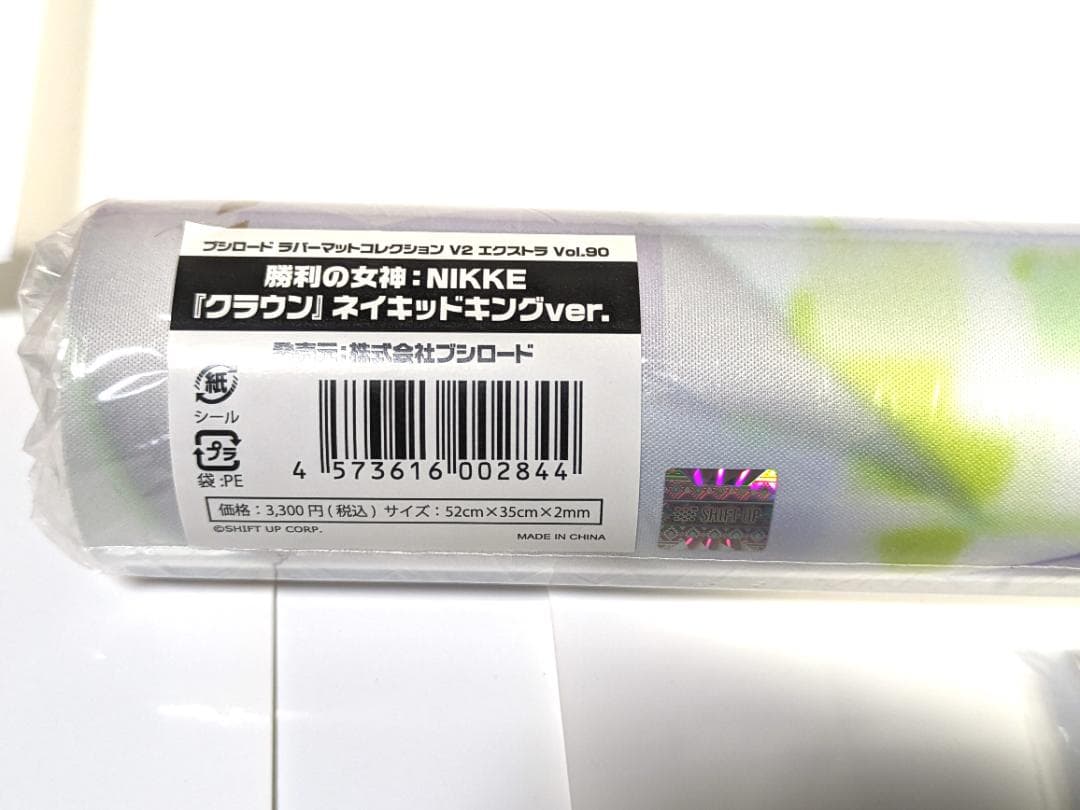 ブシロード ラバーマットコレクション V2 エクストラ Vol.90
勝利の女神：NIKKE
『クラウン』ネイキッドキングver.
発売元：株式会社ブシロード
紙
シール
プラ
袋:PE
4 573616 002844
価格：3,300円(税込) サイズ：52cm×35cm×2mm
©SHIFT UP CORP.
MADE IN CHINA
SHIFT UP